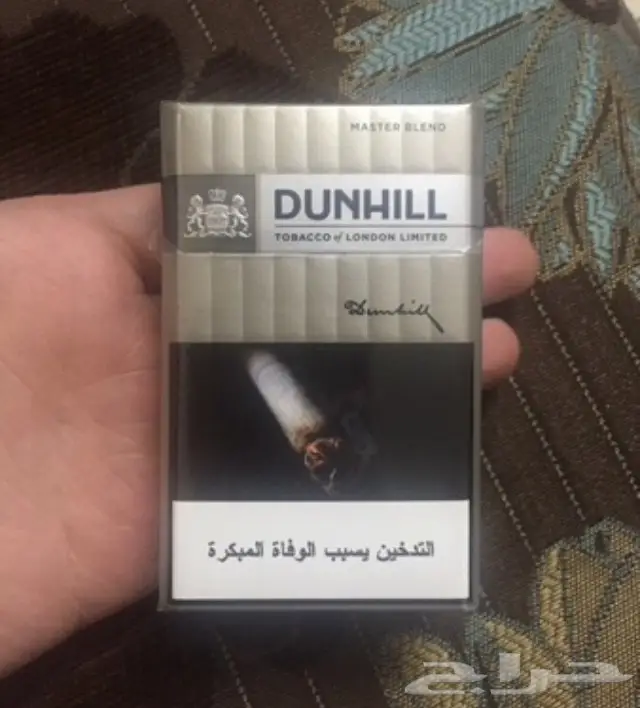 MASTER BLEND
DUNHILL
TOBACCO of LONDON LIMITED
Dunhill
التدخين يسبب الوفاة المبكرة
حراج